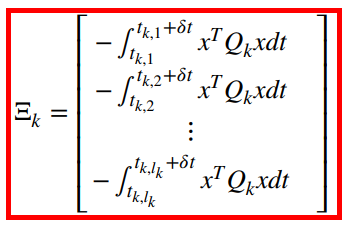 Ξ_k = [ − ∫_{t_{k,1}}^{t_{k,1}+δt} x^T Q_k x dt
− ∫_{t_{k,2}}^{t_{k,2}+δt} x^T Q_k x dt
⋮
− ∫_{t_{k,l_k}}^{t_{k,l_k}+δt} x^T Q_k x dt ]